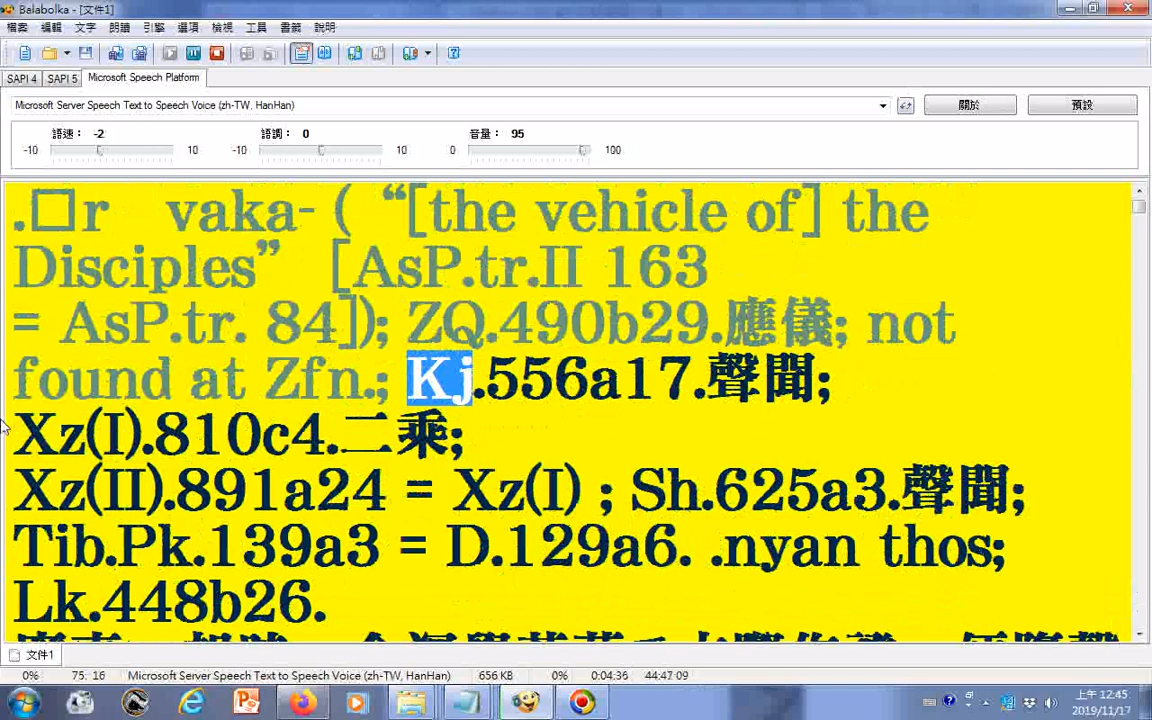 Balabolka - [文件1]
檔案 編輯 文字 朗讀 引擎 選項 檢視 工具 書籤 說明
SAPI 4 SAPI 5 Microsoft Speech Platform
Microsoft Server Speech Text to Speech Voice (zh-TW, HanHan) 關於 預設
語速： -2 語調： 0 音量： 95
-10 10 -10 10 0 100
.□r vaka- ( “[the vehicle of] the
Disciples” [AsP.tr.II 163
= AsP.tr. 84]); ZQ.490b29.應儀; not
found at Zfn.; Kj.556a17.聲聞;
Xz(I).810c4.二乘;
Xz(II).891a24 = Xz(I) ; Sh.625a3.聲聞;
Tib.Pk.139a3 = D.129a6. .nyan thos;
Lk.448b26.
文件1
0% 75: 16 Microsoft Server Speech Text to Speech Voice (zh-TW, HanHan) 656 KB 0% 0:04:36 44:47:09
上午 12:45
2019/11/17